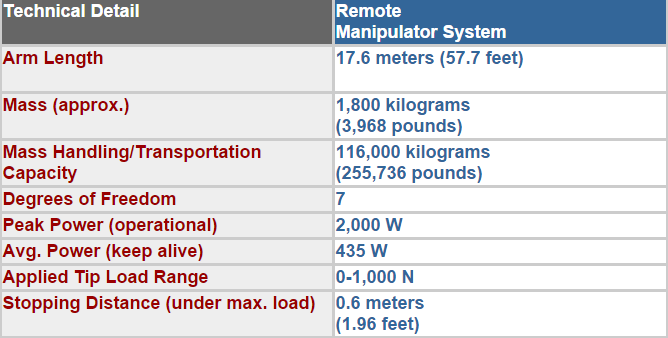 Technical Detail
Remote
Manipulator System
Arm Length
17.6 meters (57.7 feet)
Mass (approx.)
1,800 kilograms
(3,968 pounds)
Mass Handling/Transportation
Capacity
116,000 kilograms
(255,736 pounds)
Degrees of Freedom
7
Peak Power (operational)
2,000 W
Avg. Power (keep alive)
435 W
Applied Tip Load Range
0-1,000 N
Stopping Distance (under max. load)
0.6 meters
(1.96 feet)